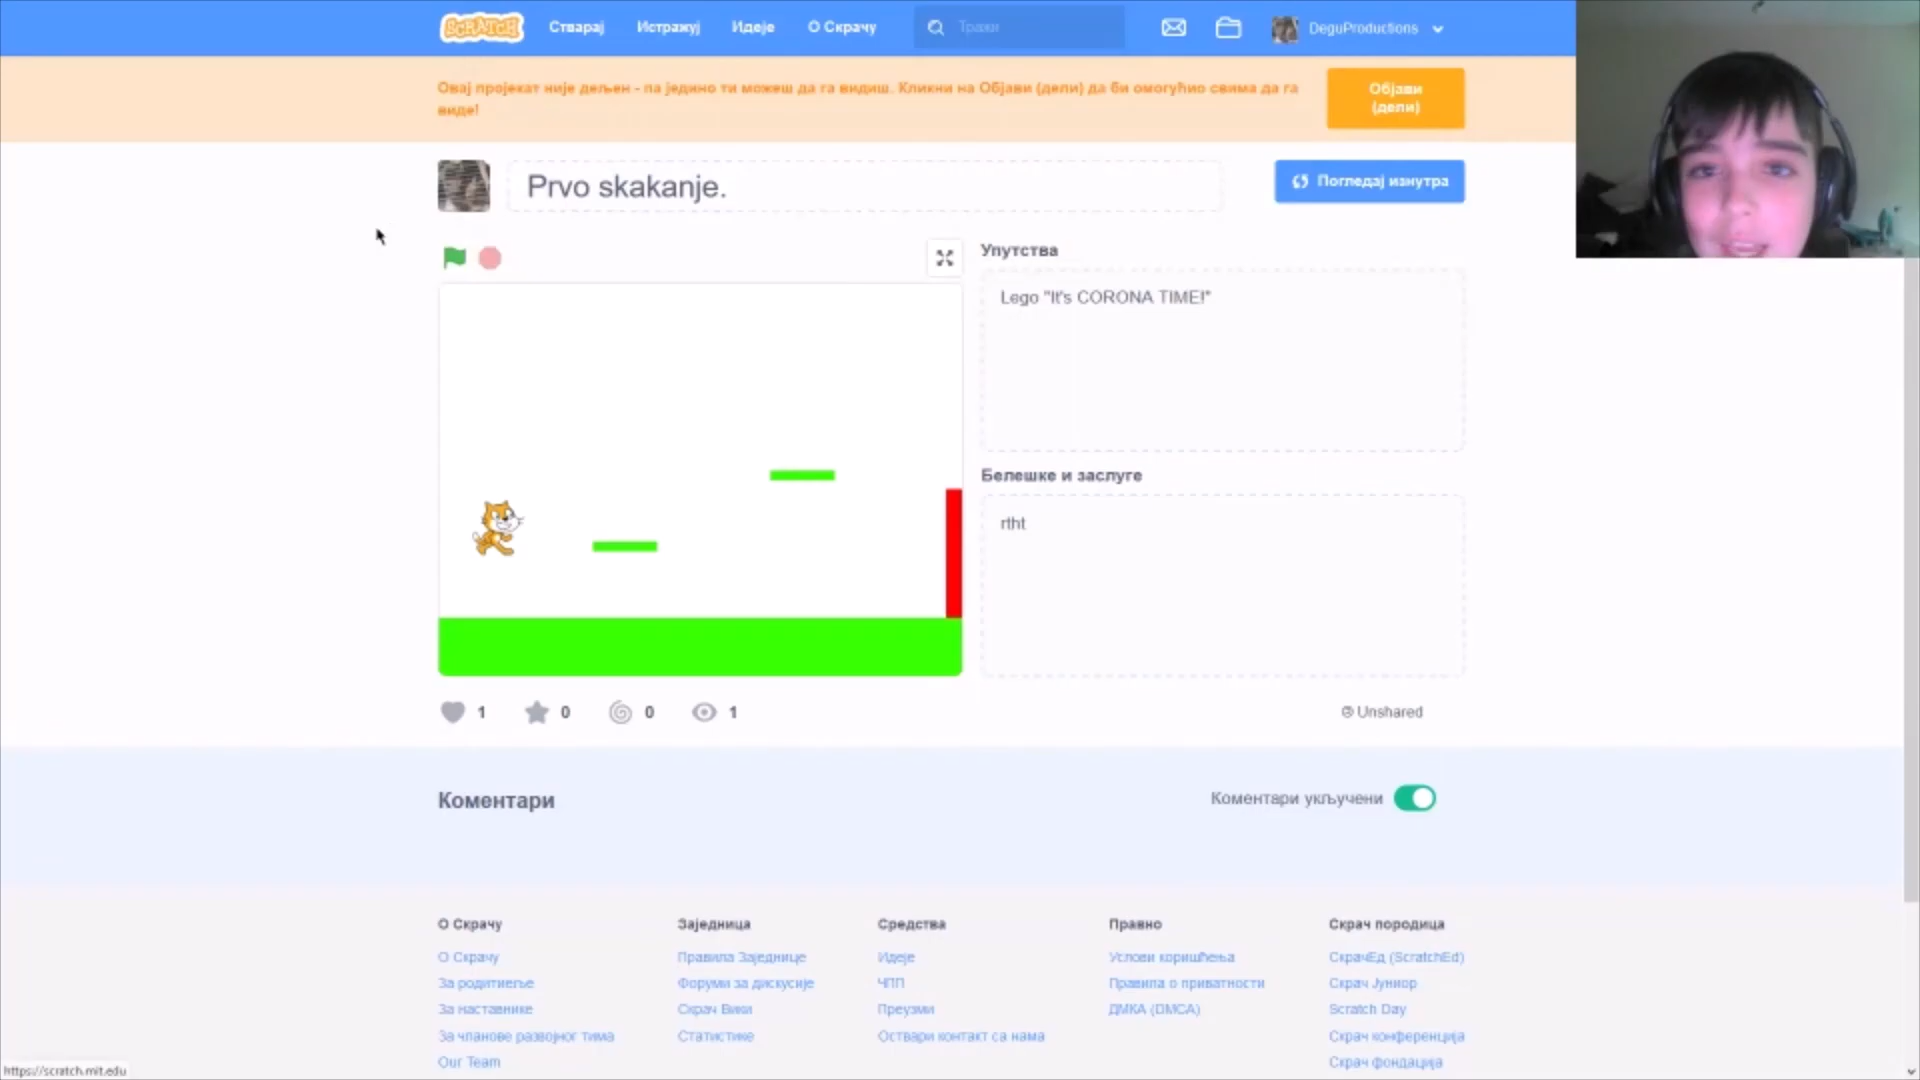 SCRATCH Стварај Истражуј Идеје О Скрачу Тражи DeguProductions
Овај пројекат није дељен - па једино ти можеш да га видиш. Кликни на Објави (дели) да би омогућио свима да га
виде!
Објави
(дели)
Prvo skakanje.
Погледај изнутра
Упутства
Lego "It's CORONA TIME!"
Белешке и заслуге
rtht
1 0 0 1
Unshared
Коментари
Коментари укључени
О Скрачу
О Скрачу
За родитиеље
За наставнике
За чланове развојног тима
Our Team
Заједница
Правила Заједнице
Форуми за дискусије
Скрач Вики
Статистике
Средства
Идеје
ЧПП
Преузми
Оствари контакт са нама
Правно
Услови коришћења
Правила о приватности
ДМКА (DMCA)
Скрач породица
СкрачЕд (ScratchEd)
Скрач Јуниор
Scratch Day
Скрач конференција
Скрач фондација
https://scratch.mit.edu